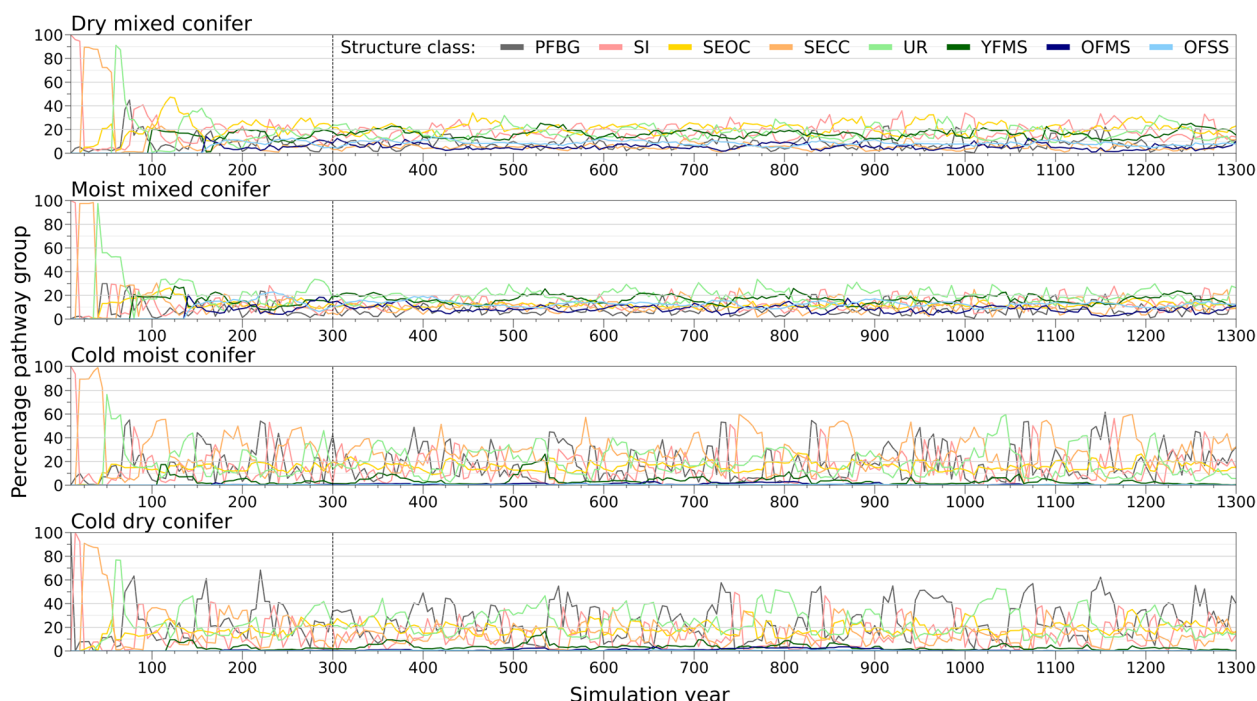 Dry mixed conifer
Structure class: PFBG SI SEOC SECC UR YFMS OFMS OFSS
100
80
60
40
20
0
100 200 300 400 500 600 700 800 900 1000 1100 1200 1300
Moist mixed conifer
100
80
60
40
20
0
100 200 300 400 500 600 700 800 900 1000 1100 1200 1300
Percentage pathway group
Cold moist conifer
100
80
60
40
20
0
100 200 300 400 500 600 700 800 900 1000 1100 1200 1300
Cold dry conifer
100
80
60
40
20
0
100 200 300 400 500 600 700 800 900 1000 1100 1200 1300
Simulation year